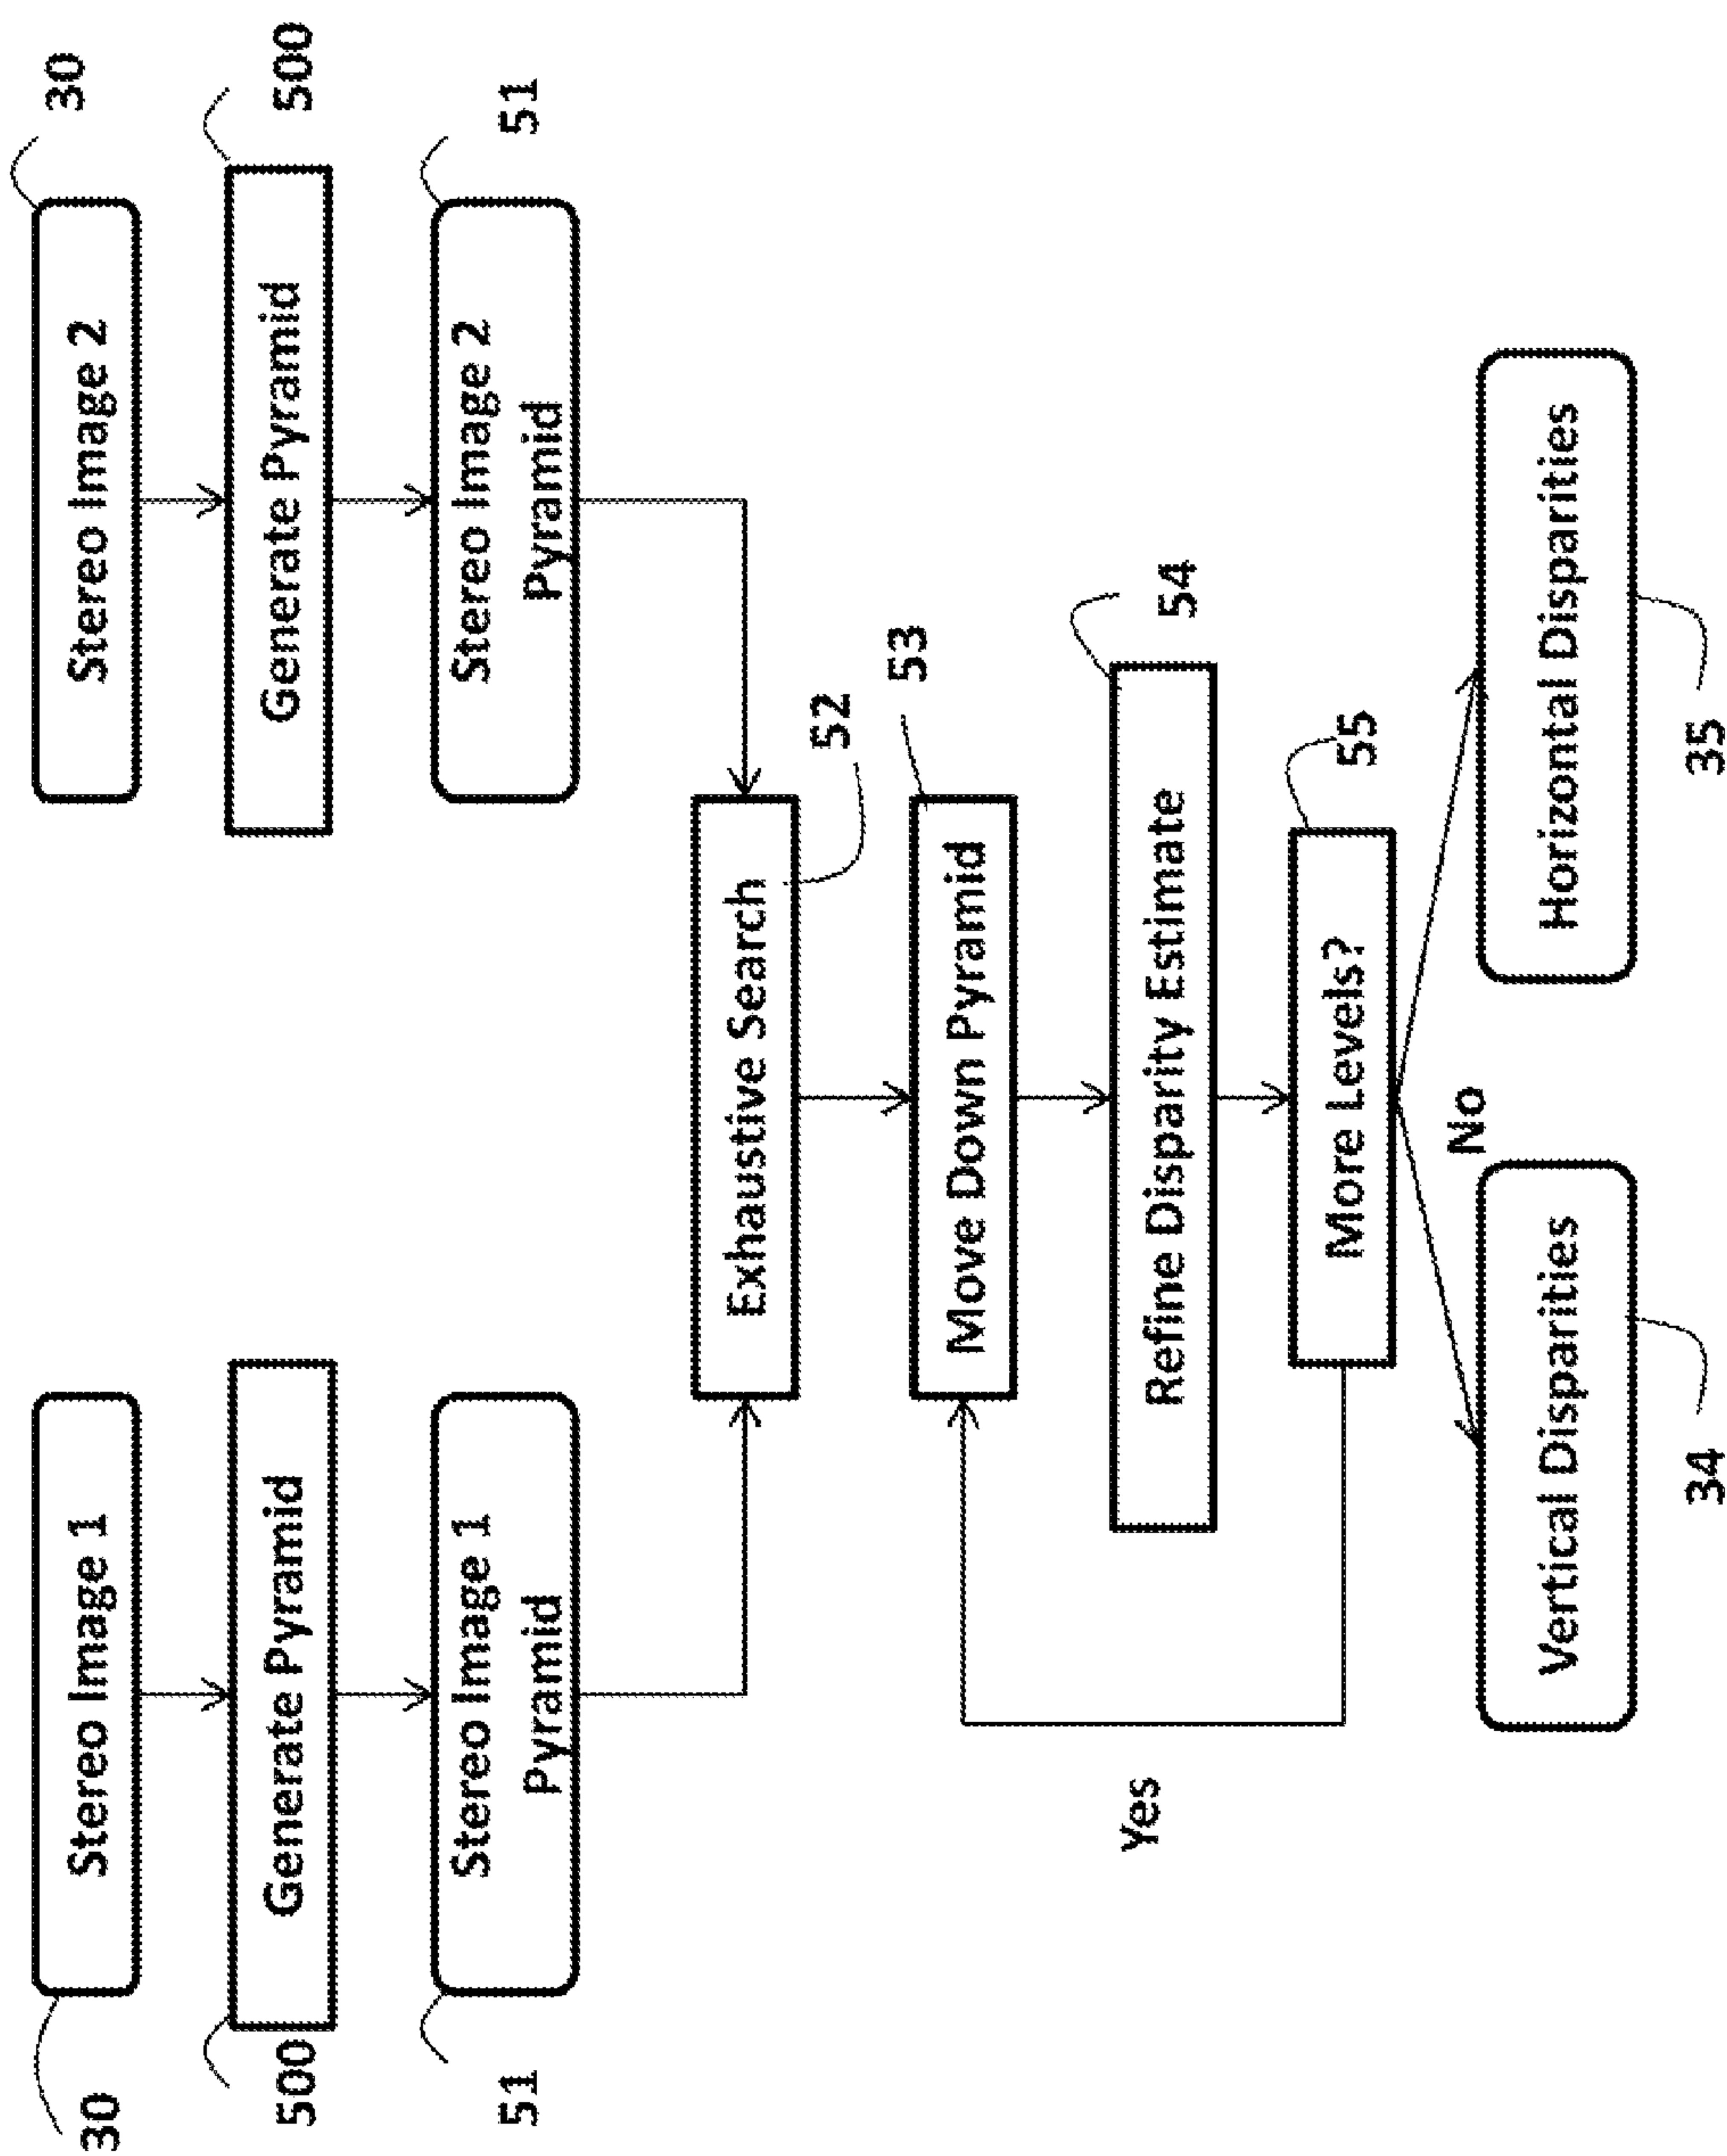 30
Stereo Image 1
Stereo Image 2
30
500
Generate Pyramid
Generate Pyramid
500
51
Stereo Image 1
Pyramid
Stereo Image 2
Pyramid
51
Exhaustive Search
52
Move Down Pyramid
53
Yes
Refine Disparity Estimate
54
More Levels?
55
No
Vertical Disparities
Horizontal Disparities
34
35